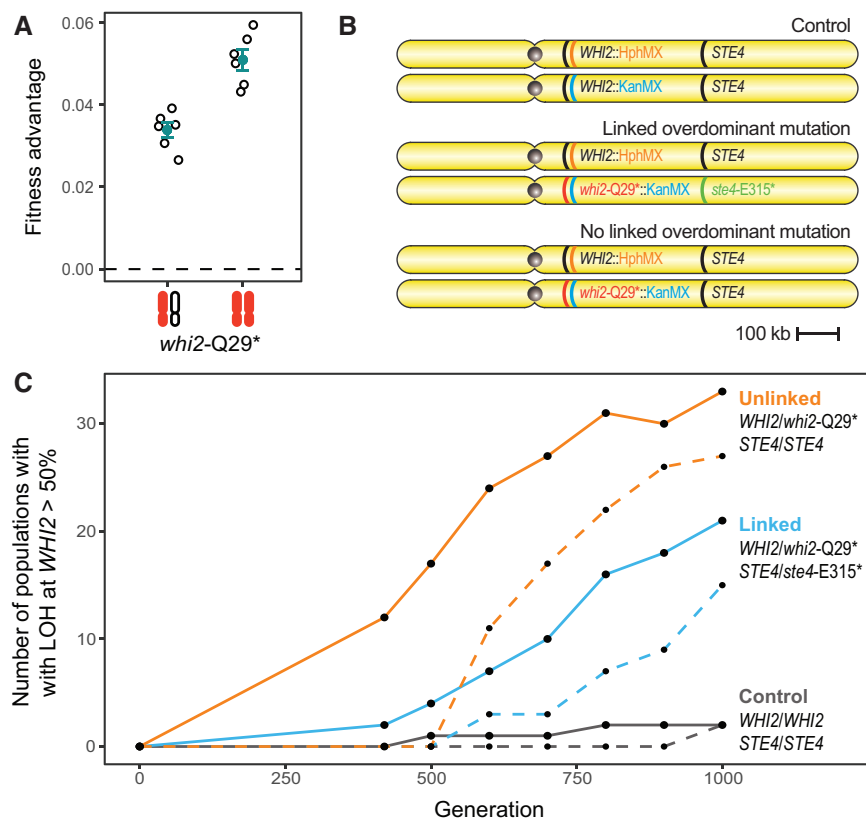 A
Fitness advantage
0.06
0.04
0.02
0.00
whi2-Q29*
B
Control
WHI2::HphMX STE4
WHI2::KanMX STE4
Linked overdominant mutation
WHI2::HphMX STE4
whi2-Q29*::KanMX ste4-E315*
No linked overdominant mutation
WHI2::HphMX STE4
whi2-Q29*::KanMX STE4
100 kb
C
Number of populations with
with LOH at WHI2 > 50%
30
20
10
0
0 250 500 750 1000
Generation
Unlinked
WHI2/whi2-Q29*
STE4/STE4
Linked
WHI2/whi2-Q29*
STE4/ste4-E315*
Control
WHI2/WHI2
STE4/STE4